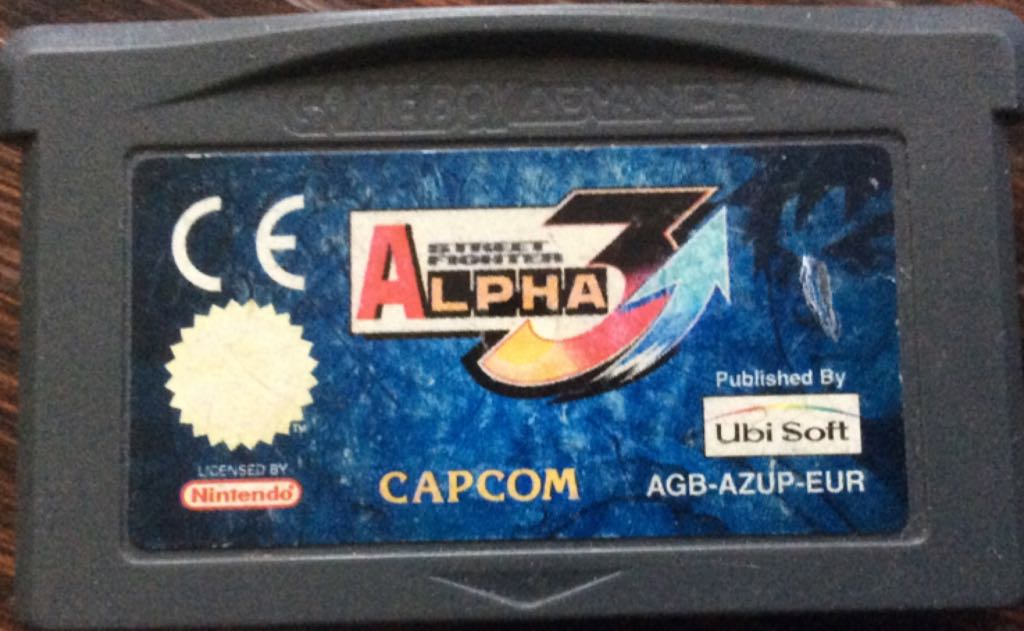 GAME BOY ADVANCE
CE
STREET
FIGHTER
ALPHA 3
Published By
Ubi Soft
TM
LICENSED BY
Nintendo
CAPCOM
AGB-AZUP-EUR